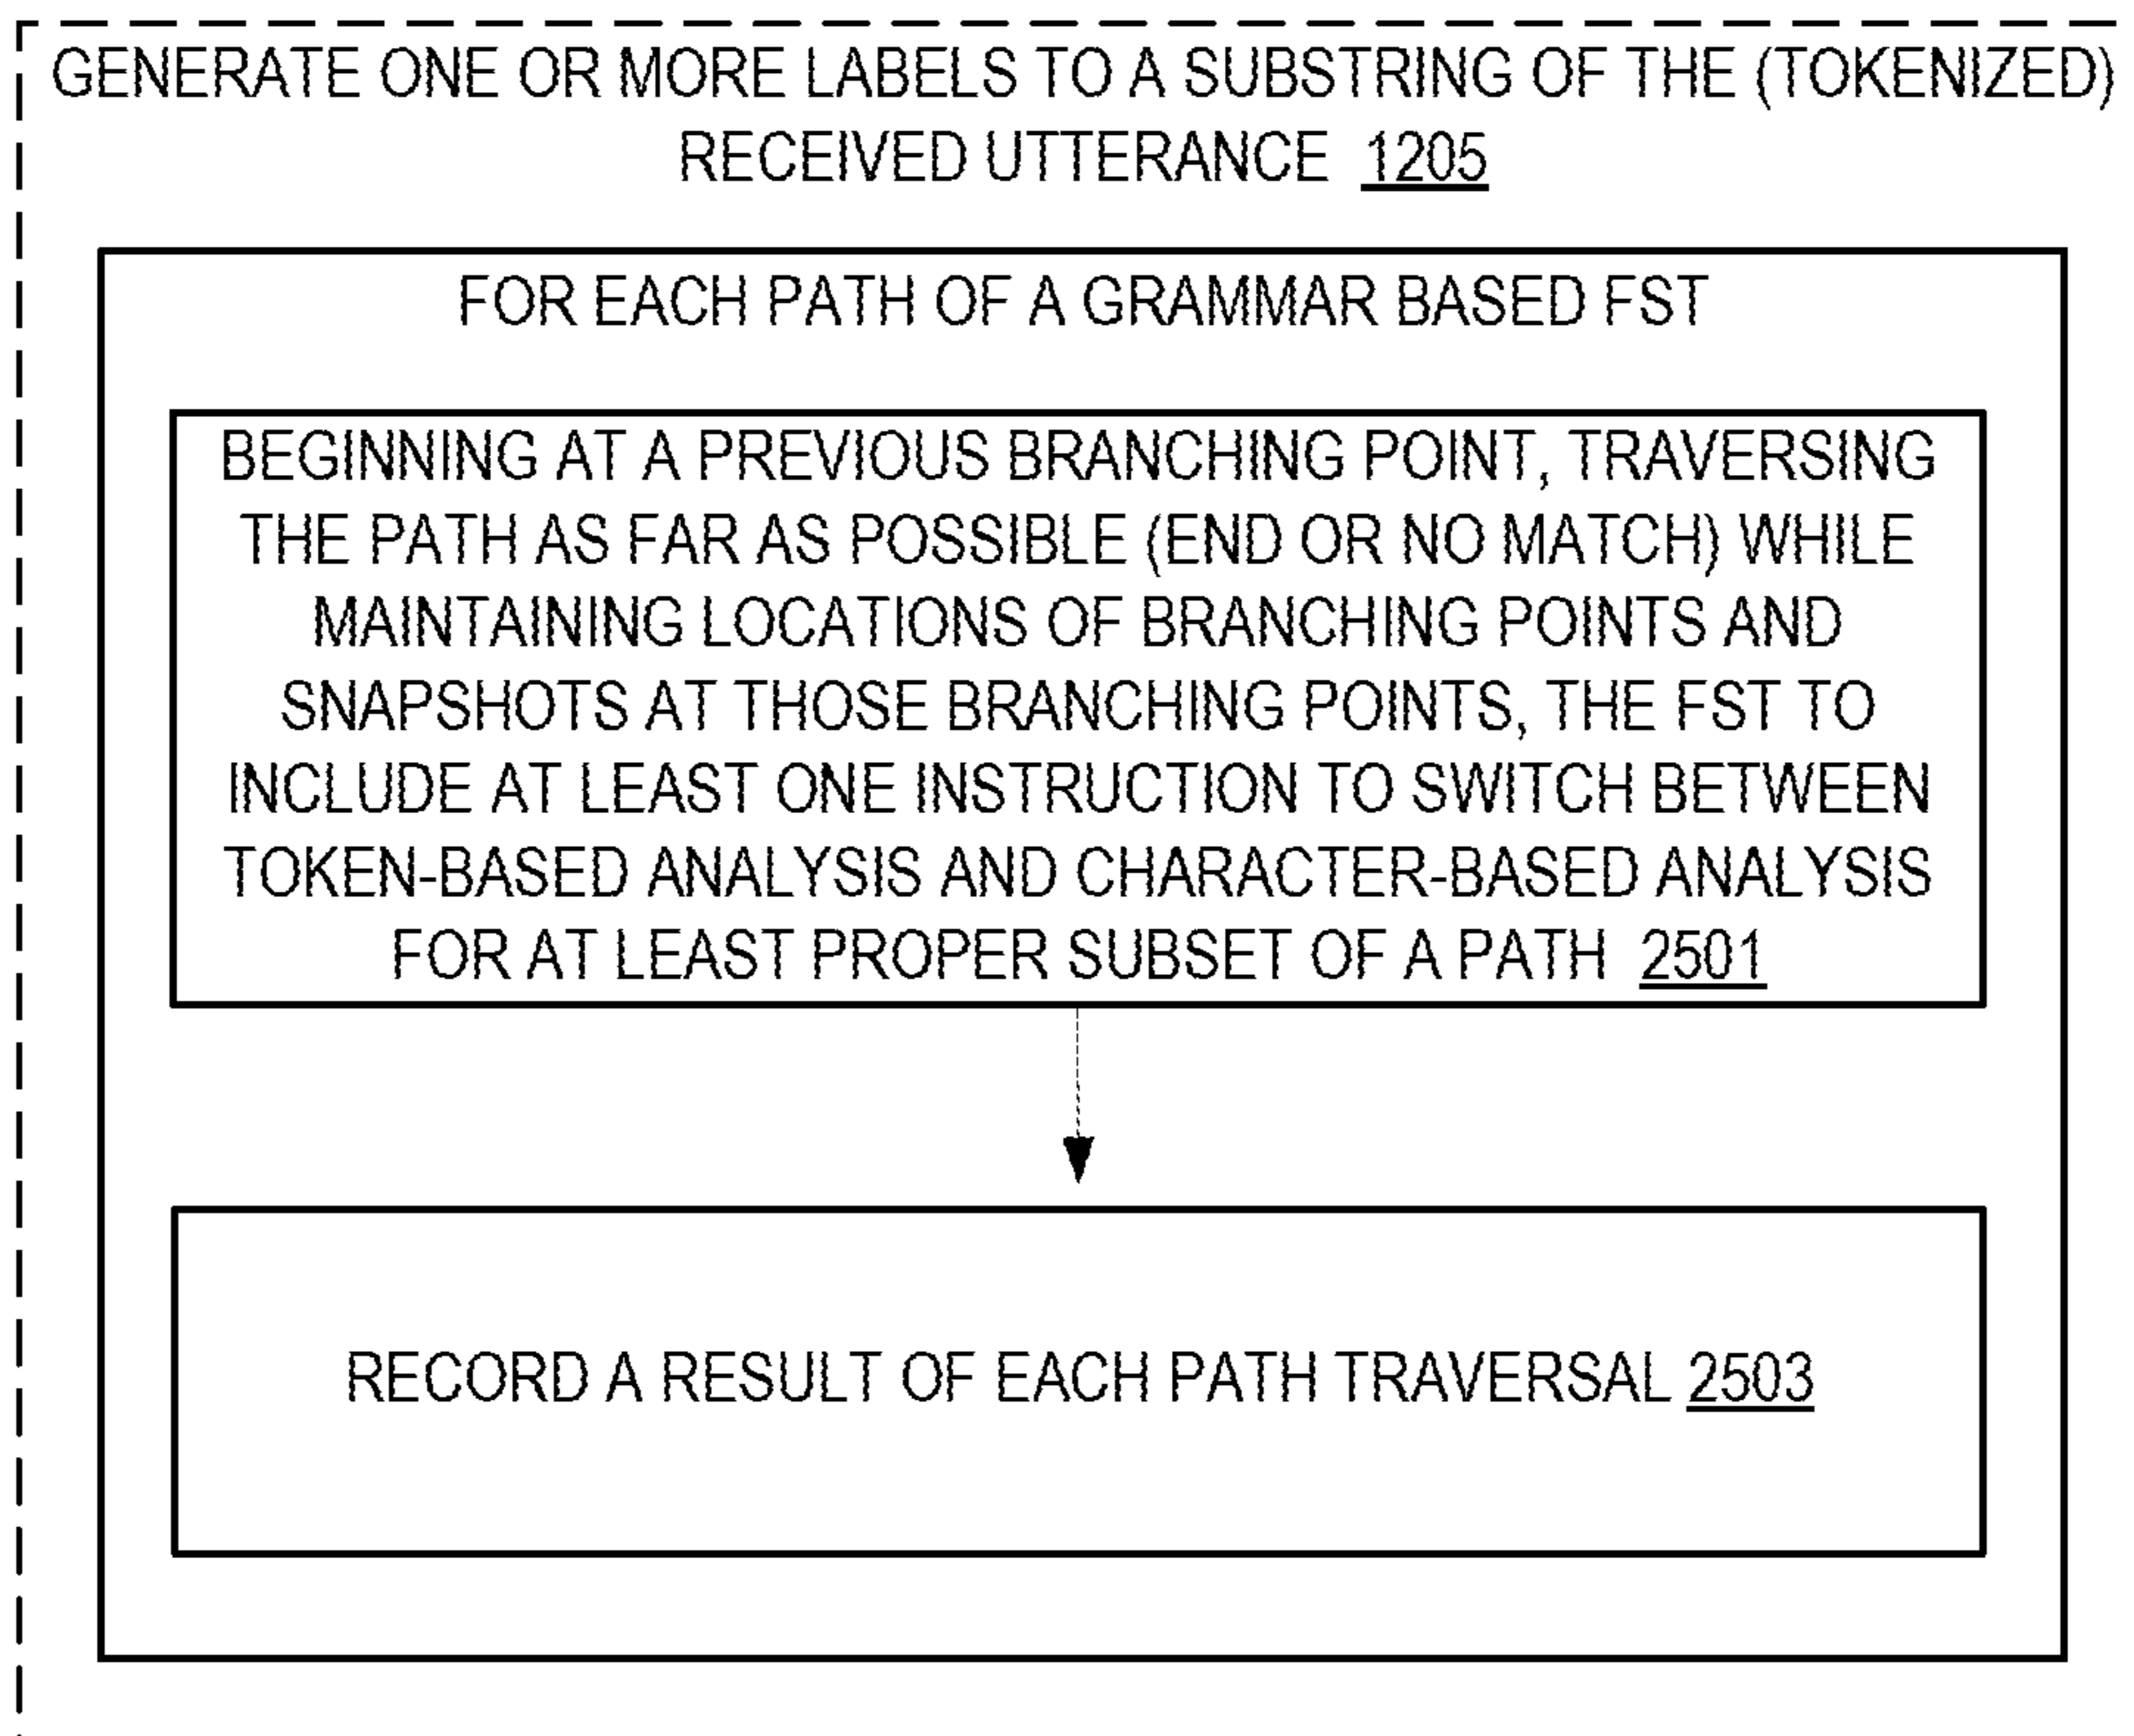 GENERATE ONE OR MORE LABELS TO A SUBSTRING OF THE (TOKENIZED)
RECEIVED UTTERANCE 1205
FOR EACH PATH OF A GRAMMAR BASED FST
BEGINNING AT A PREVIOUS BRANCHING POINT, TRAVERSING
THE PATH AS FAR AS POSSIBLE (END OR NO MATCH) WHILE
MAINTAINING LOCATIONS OF BRANCHING POINTS AND
SNAPSHOTS AT THOSE BRANCHING POINTS, THE FST TO
INCLUDE AT LEAST ONE INSTRUCTION TO SWITCH BETWEEN
TOKEN-BASED ANALYSIS AND CHARACTER-BASED ANALYSIS
FOR AT LEAST PROPER SUBSET OF A PATH 2501
RECORD A RESULT OF EACH PATH TRAVERSAL 2503